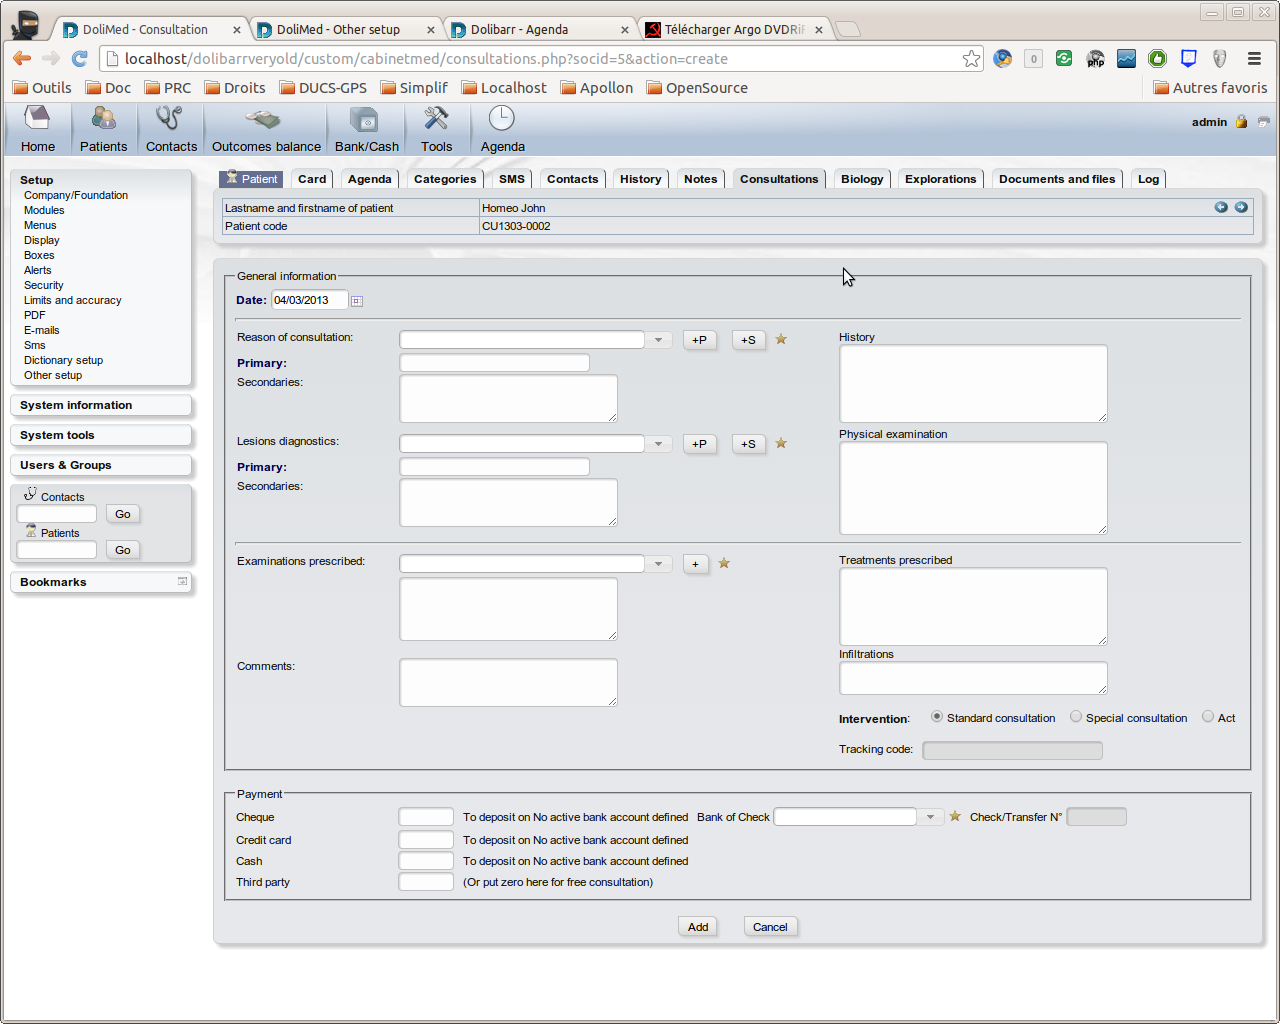 DoliMed - Consultation
DoliMed - Other setup
Dolibarr - Agenda
Télécharger Argo DVDRiF
localhost/dolibarrveryold/custom/cabinetmed/consultations.php?socid=5&action=create
0
php
Outils
Doc
PRC
Droits
DUCS-GPS
Simplif
Localhost
Apollon
OpenSource
Autres favoris
Home
Patients
Contacts
Outcomes balance
Bank/Cash
Tools
Agenda
admin
Setup
Company/Foundation
Modules
Menus
Display
Boxes
Alerts
Security
Limits and accuracy
PDF
E-mails
Sms
Dictionary setup
Other setup
System information
System tools
Users & Groups
Contacts
Go
Patients
Go
Bookmarks
Patient
Card
Agenda
Categories
SMS
Contacts
History
Notes
Consultations
Biology
Explorations
Documents and files
Log
Lastname and firstname of patient Homeo John
Patient code CU1303-0002
General information
Date: 04/03/2013
Reason of consultation: +P +S
Primary:
Secondaries:
History
Lesions diagnostics: +P +S
Primary:
Secondaries:
Physical examination
Examinations prescribed: +
Comments:
Treatments prescribed
Infiltrations
Intervention: Standard consultation Special consultation Act
Tracking code:
Payment
Cheque To deposit on No active bank account defined Bank of Check Check/Transfer N°
Credit card To deposit on No active bank account defined
Cash To deposit on No active bank account defined
Third party (Or put zero here for free consultation)
Add Cancel